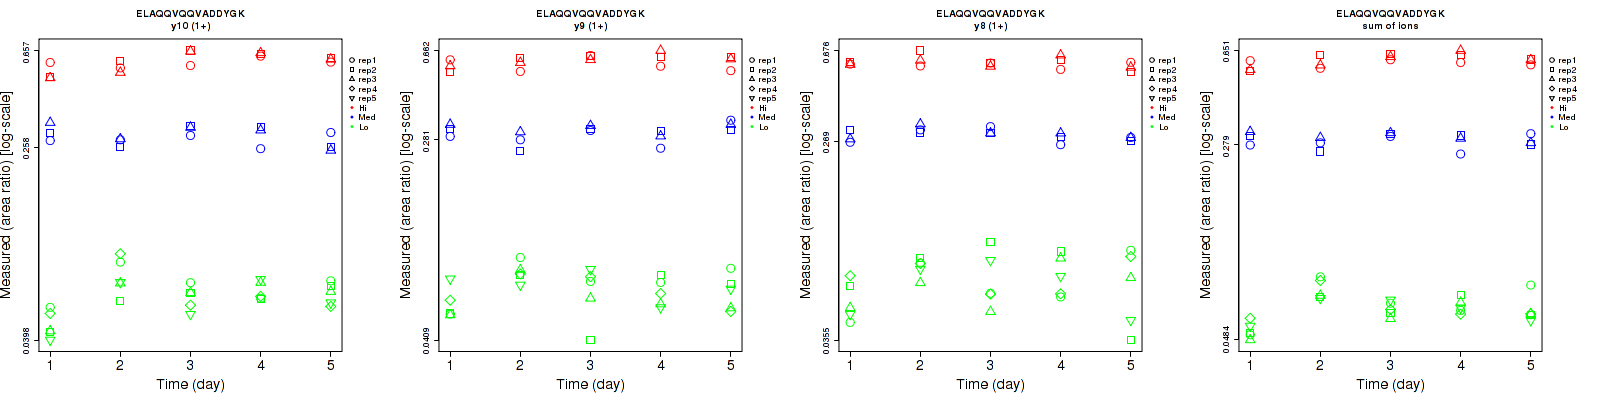 ELAQQVQQVADDYGK
y10 (1+)
Measured (area ratio) [log-scale]
0.657
0.258
0.0398
1 2 3 4 5
Time (day)
rep1
rep2
rep3
rep4
rep5
Hi
Med
Lo
ELAQQVQQVADDYGK
y9 (1+)
Measured (area ratio) [log-scale]
0.662
0.281
0.0409
1 2 3 4 5
Time (day)
rep1
rep2
rep3
rep4
rep5
Hi
Med
Lo
ELAQQVQQVADDYGK
y8 (1+)
Measured (area ratio) [log-scale]
0.676
0.269
0.0355
1 2 3 4 5
Time (day)
rep1
rep2
rep3
rep4
rep5
Hi
Med
Lo
ELAQQVQQVADDYGK
sum of ions
Measured (area ratio) [log-scale]
0.651
0.279
0.0484
1 2 3 4 5
Time (day)
rep1
rep2
rep3
rep4
rep5
Hi
Med
Lo